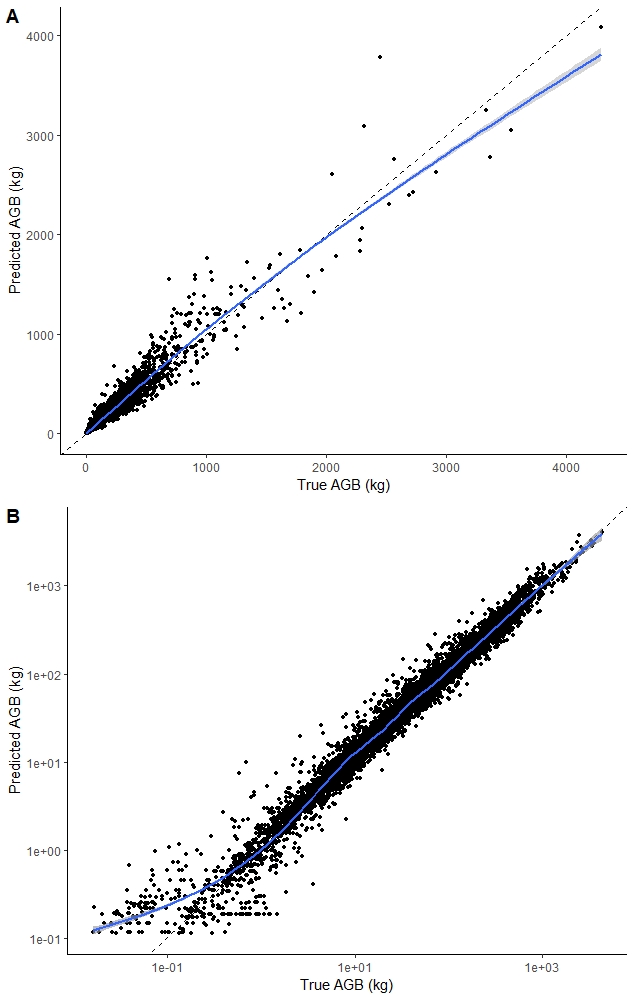 A
4000
3000
2000
1000
0
Predicted AGB (kg)
0 1000 2000 3000 4000
True AGB (kg)
B
1e+03
1e+02
1e+01
1e+00
1e-01
Predicted AGB (kg)
1e-01 1e+01 1e+03
True AGB (kg)